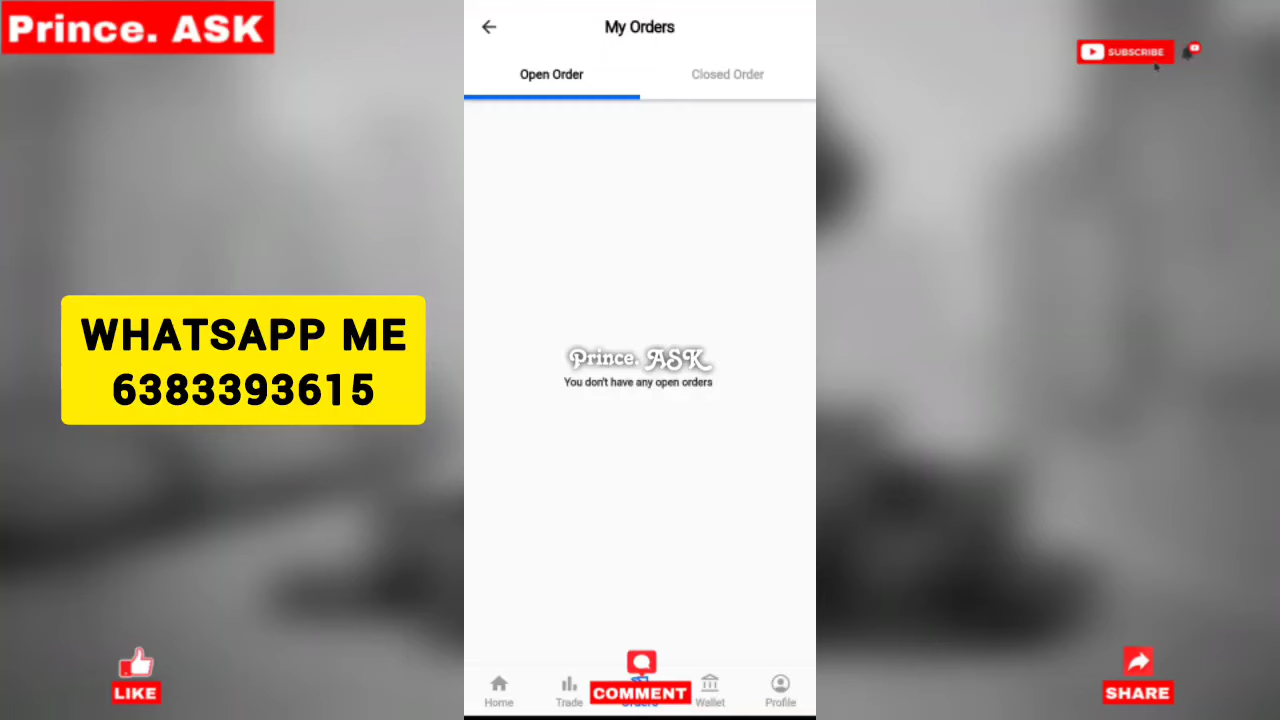 Prince. ASK
SUBSCRIBE
My Orders
Open Order
Closed Order
WHATSAPP ME
6383393615
Prince. ASK
You don't have any open orders
LIKE
Home
Trade
COMMENT
Wallet
Profile
SHARE